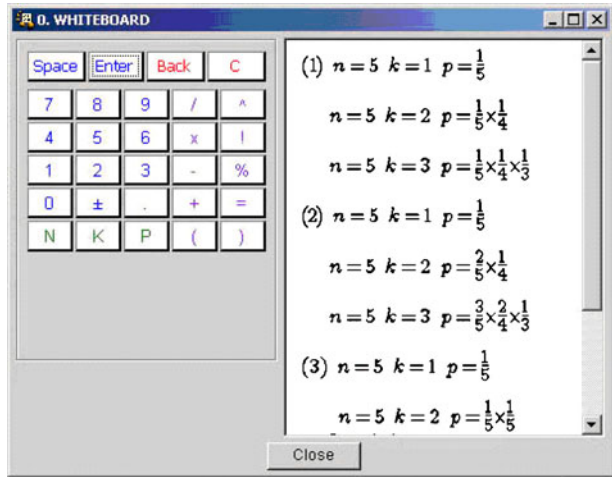 0. WHITEBOARD
Space Enter Back C
7 8 9 / ^
4 5 6 x !
1 2 3 - %
0 ± . + =
N K P ( )
(1) n=5 k=1 p=1/5
n=5 k=2 p=1/5×1/4
n=5 k=3 p=1/5×1/4×1/3
(2) n=5 k=1 p=1/5
n=5 k=2 p=2/5×1/4
n=5 k=3 p=3/5×2/4×1/3
(3) n=5 k=1 p=1/5
n=5 k=2 p=1/5×1/5
Close